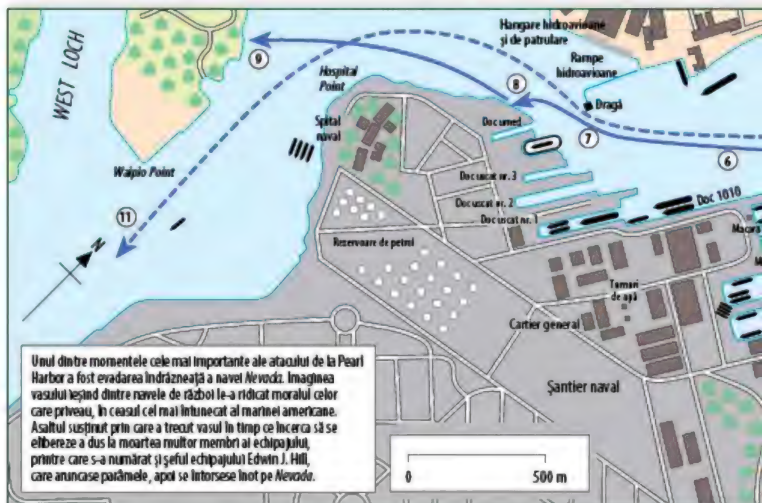 WEST LOCH
9
Hospital
Point
Hangare hidroavioane
și de patrulare
Rampe
hidroavioane
8
Dragă
7
6
Spital
naval
Doc umed
Waipio Point
Doc uscat nr. 3
Doc uscat nr. 2
Doc uscat nr. 1
Doc 1010
11
N
Rezervoare de petrol
Macara
M
Turnuri
de apă
Cartier general
Șantier naval
Unul dintre momentele cele mai importante ale atacului de la Pearl
Harbor a fost evadarea îndrăzneață a navei Nevada. Imaginea
vasului ieșind dintre navele de război le-a ridicat moralul celor
care priveau, în ceasul cel mai întunecat al marinei americane.
Asaltul susținut prin care a trecut vasul în timp ce încerca să se
elibereze a dus la moartea multor membri ai echipajului,
printre care s-a numărat și șeful echipajului Edwin J. Hill,
care aruncase parâmele, apoi se întorsese înot pe Nevada.
0 500 m